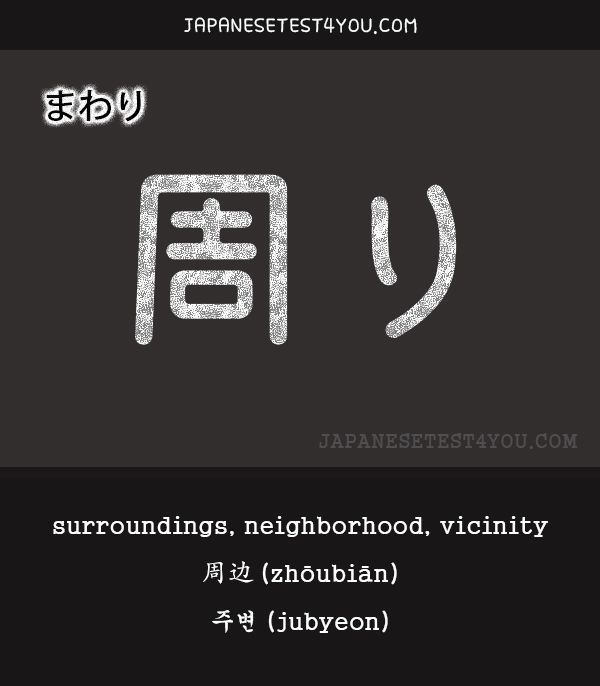 JAPANESETEST4YOU.COM
まわり
周り
JAPANESETEST4YOU.COM
surroundings, neighborhood, vicinity
周边 (zhōubiān)
주변 (jubyeon)